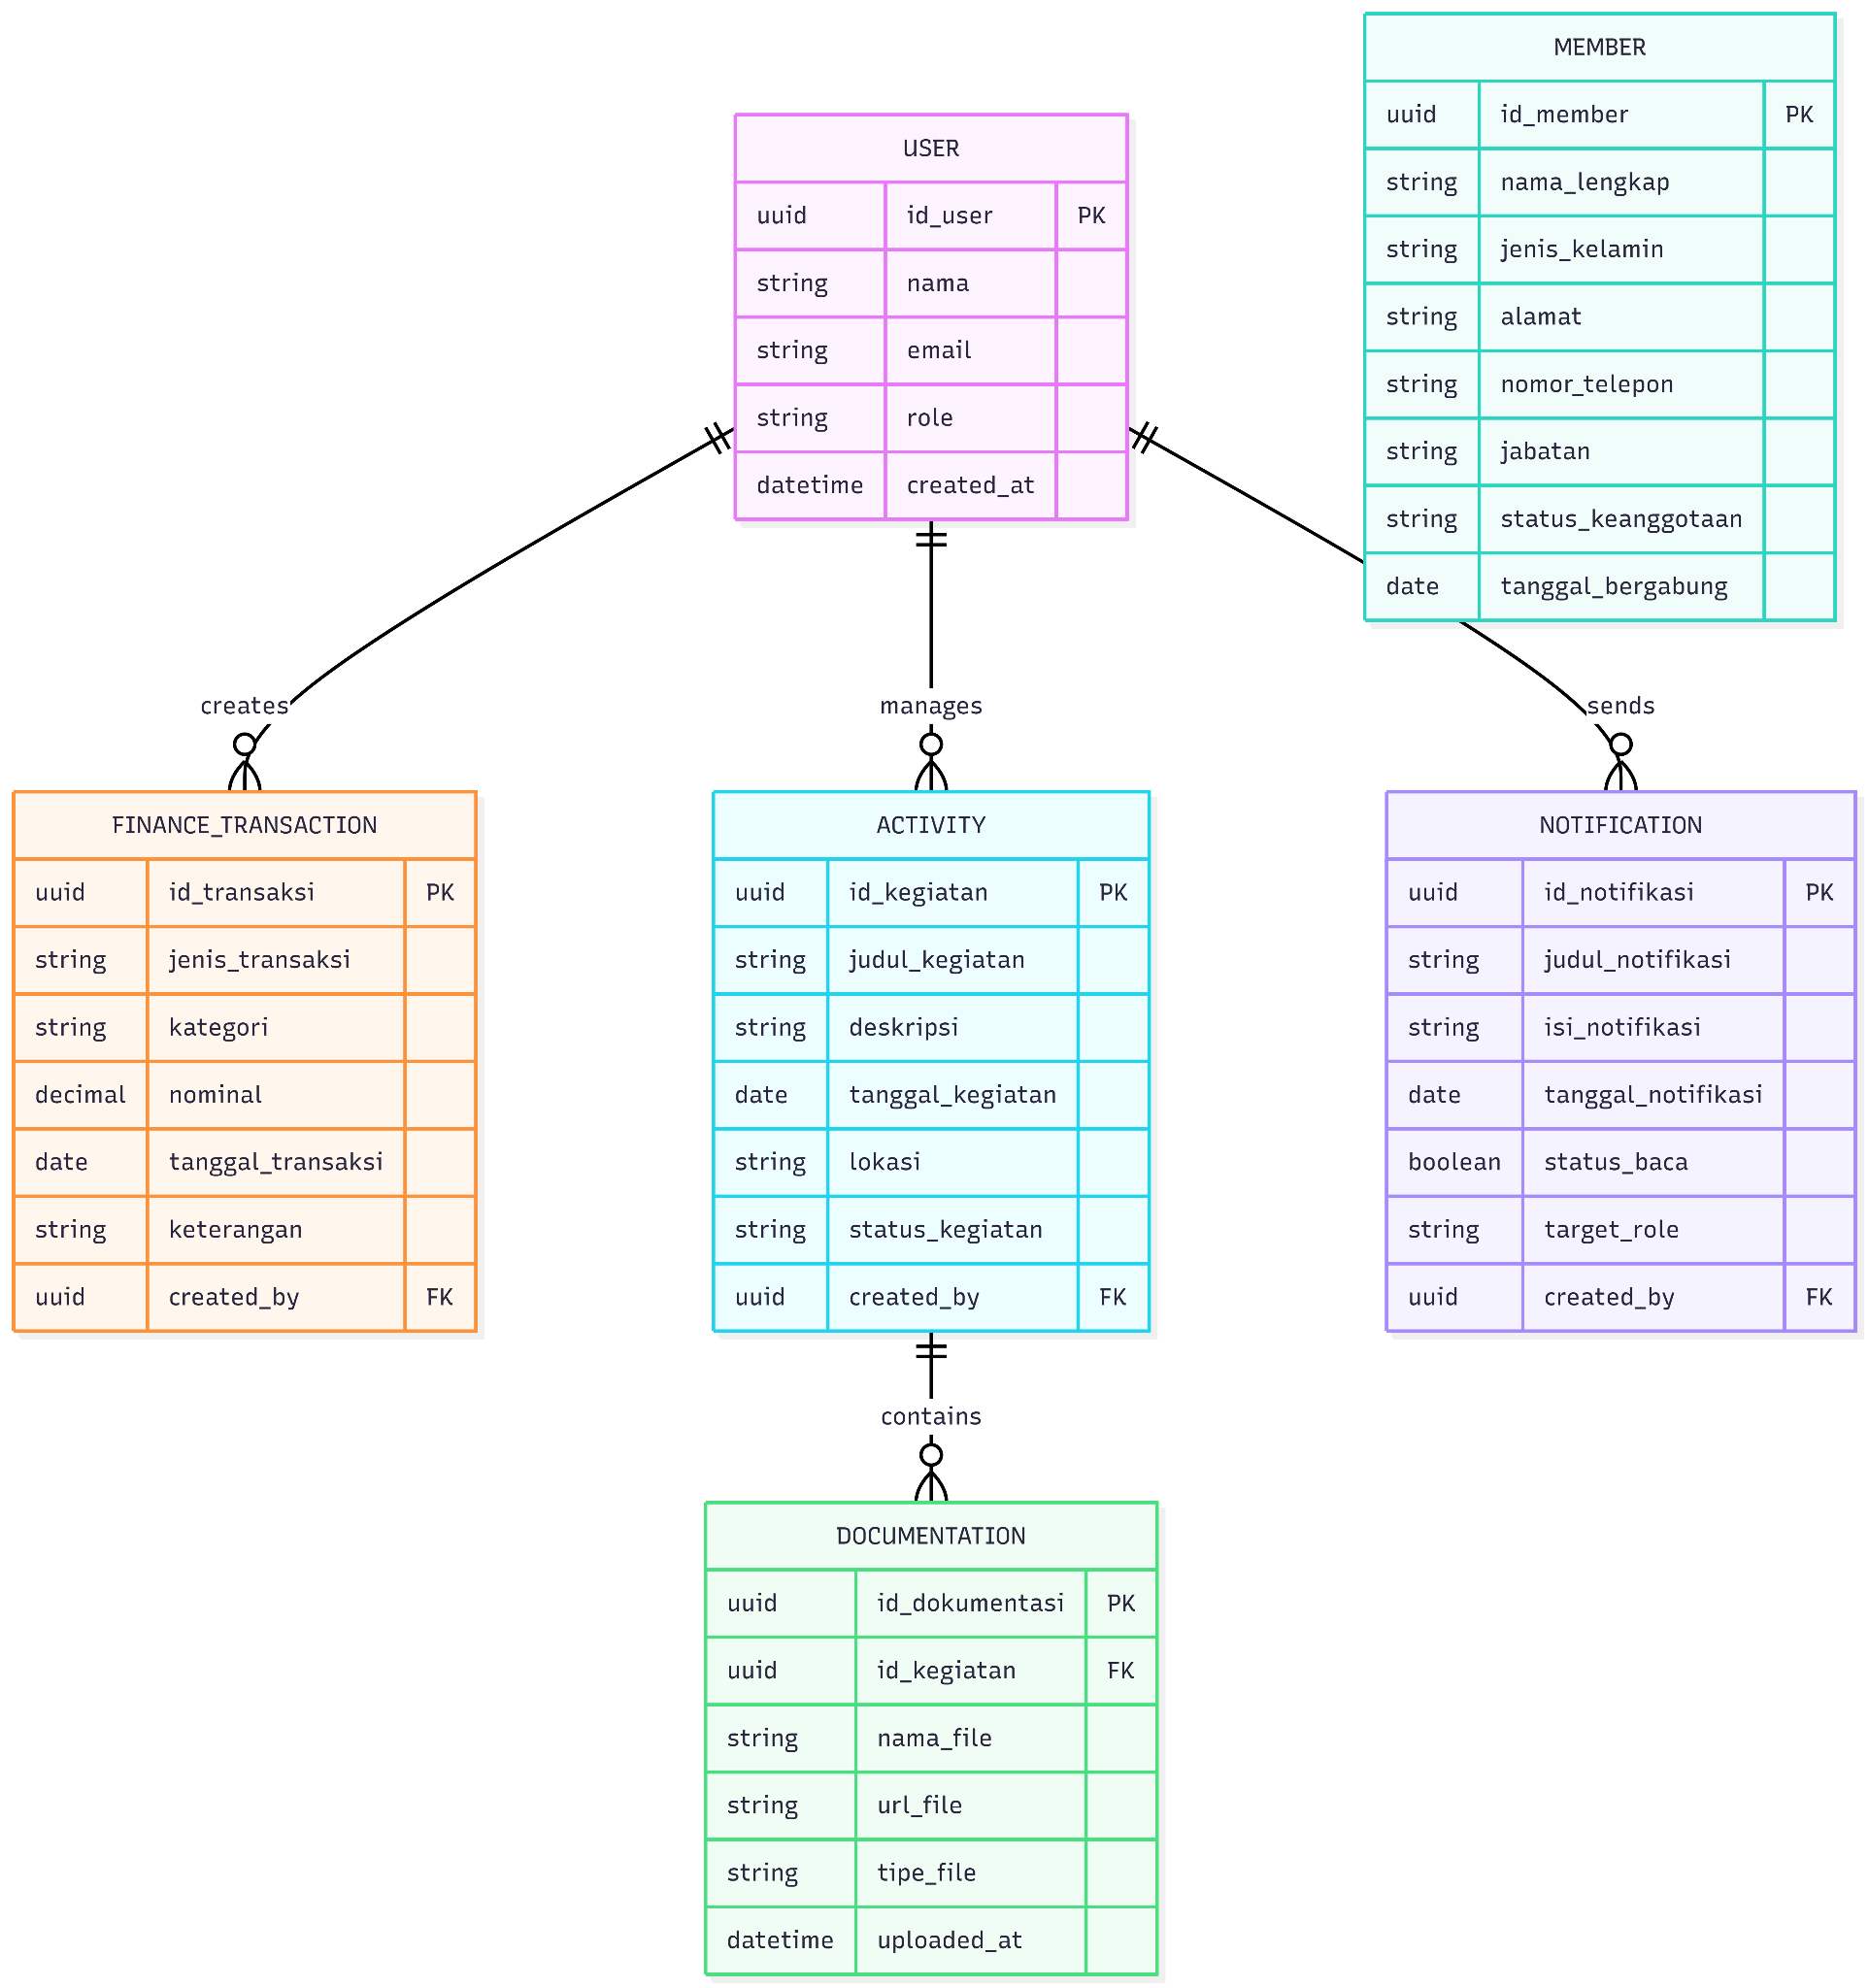 MEMBER
uuid id_member PK
string nama_lengkap
string jenis_kelamin
string alamat
string nomor_telepon
string jabatan
string status_keanggotaan
date tanggal_bergabung
USER
uuid id_user PK
string nama
string email
string role
datetime created_at
creates
manages
sends
FINANCE_TRANSACTION
uuid id_transaksi PK
string jenis_transaksi
string kategori
decimal nominal
date tanggal_transaksi
string keterangan
uuid created_by FK
ACTIVITY
uuid id_kegiatan PK
string judul_kegiatan
string deskripsi
date tanggal_kegiatan
string lokasi
string status_kegiatan
uuid created_by FK
NOTIFICATION
uuid id_notifikasi PK
string judul_notifikasi
string isi_notifikasi
date tanggal_notifikasi
boolean status_baca
string target_role
uuid created_by FK
contains
DOCUMENTATION
uuid id_dokumentasi PK
uuid id_kegiatan FK
string nama_file
string url_file
string tipe_file
datetime uploaded_at